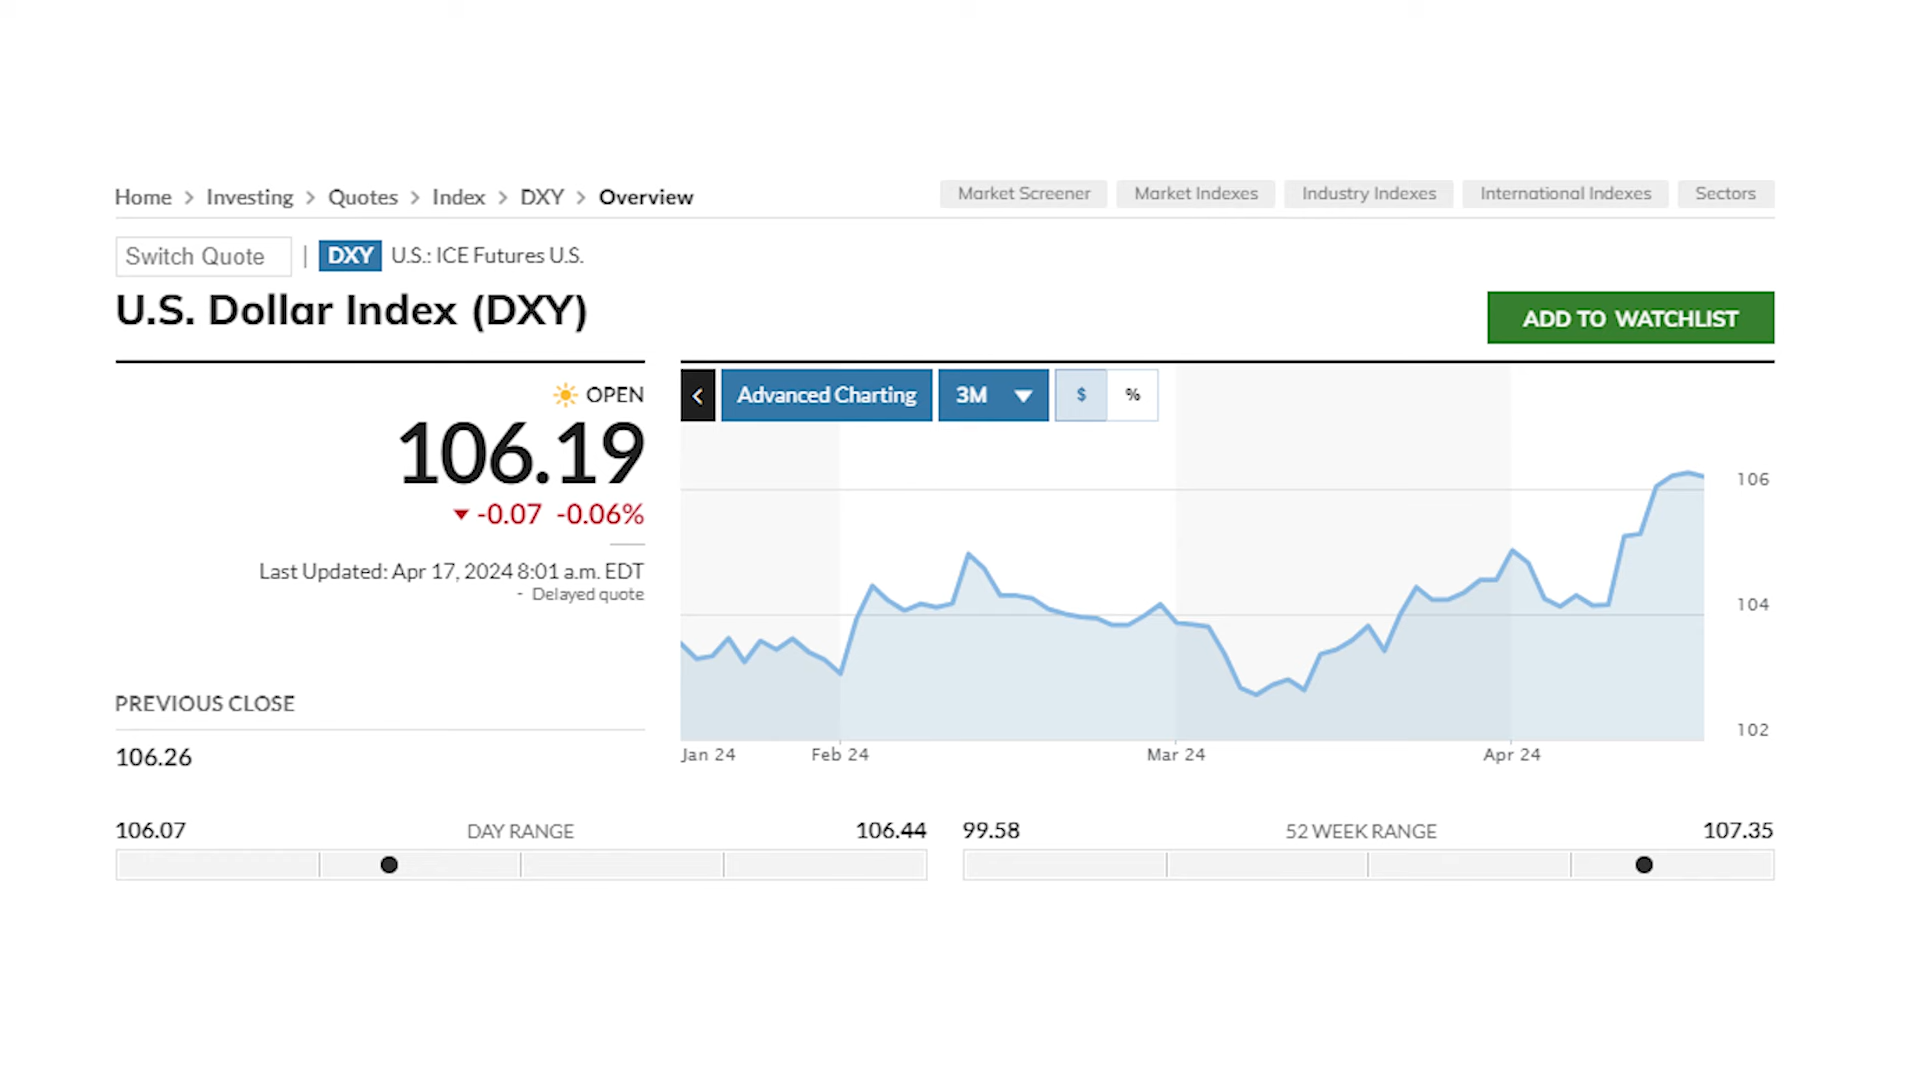 Home > Investing > Quotes > Index > DXY > Overview
Market Screener
Market Indexes
Industry Indexes
International Indexes
Sectors
Switch Quote | DXY U.S.: ICE Futures U.S.
U.S. Dollar Index (DXY)
ADD TO WATCHLIST
OPEN
106.19
-0.07 -0.06%
Last Updated: Apr 17, 2024 8:01 a.m. EDT
- Delayed quote
PREVIOUS CLOSE
106.26
< Advanced Charting 3M $ %
106
104
102
Jan 24 Feb 24 Mar 24 Apr 24
106.07 DAY RANGE 106.44
99.58 52 WEEK RANGE 107.35